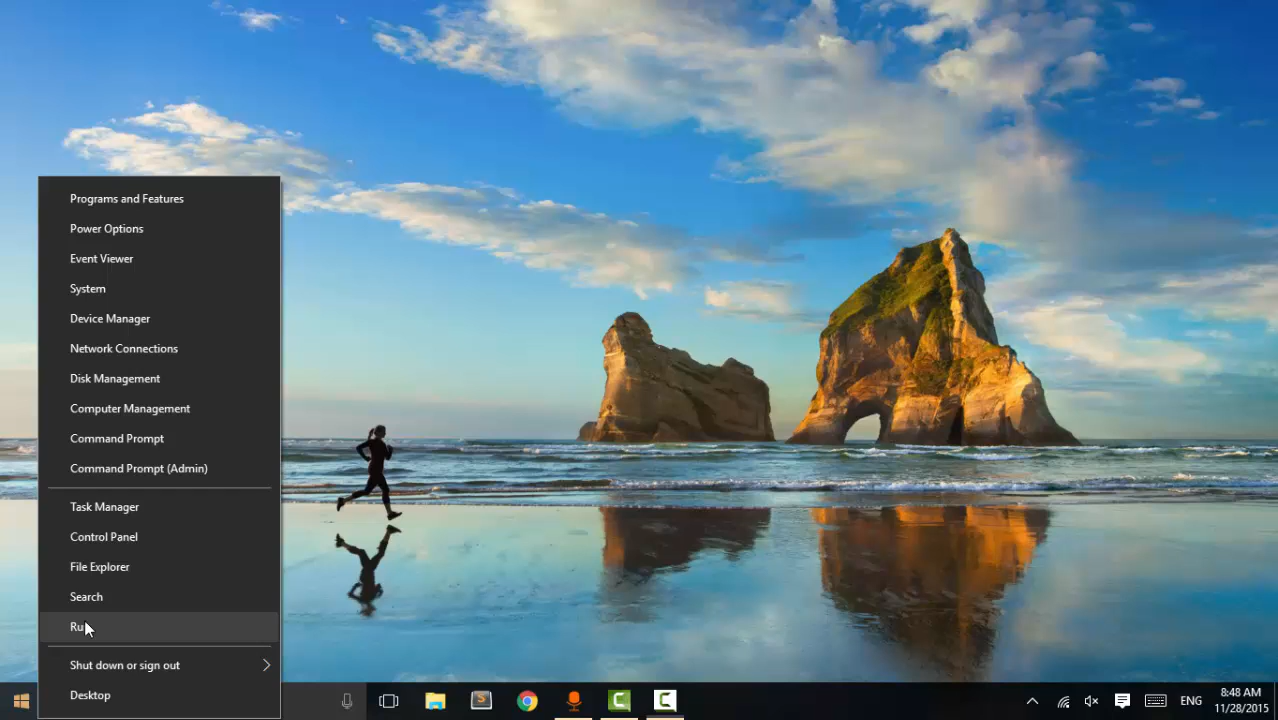 Programs and Features
Power Options
Event Viewer
System
Device Manager
Network Connections
Disk Management
Computer Management
Command Prompt
Command Prompt (Admin)
Task Manager
Control Panel
File Explorer
Search
Ru
Shut down or sign out
Desktop
ENG
8:48 AM
11/28/2015